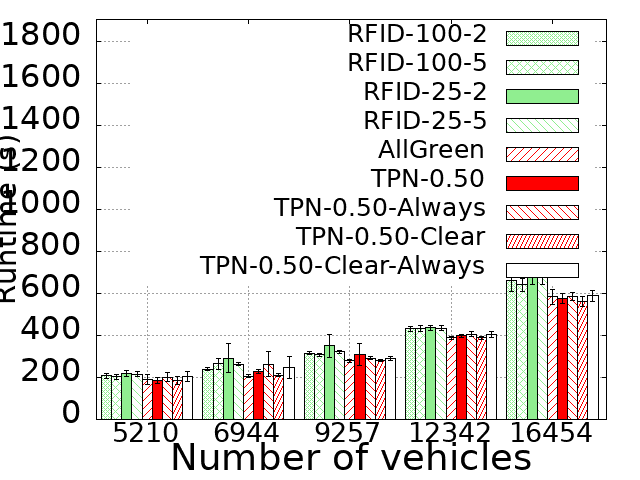 1800
1600
1400
1200
1000
800
600
400
200
0
Runtime (s)
RFID-100-2
RFID-100-5
RFID-25-2
RFID-25-5
AllGreen
TPN-0.50
TPN-0.50-Always
TPN-0.50-Clear
TPN-0.50-Clear-Always
5210 6944 9257 12342 16454
Number of vehicles